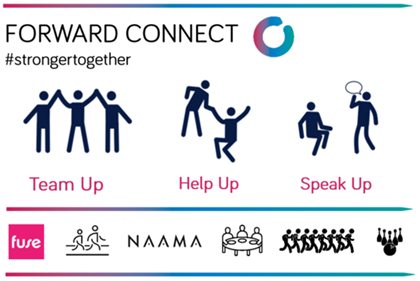 FORWARD CONNECT
#strongertogether
Team Up
Help Up
Speak Up
fuse
NAAMA